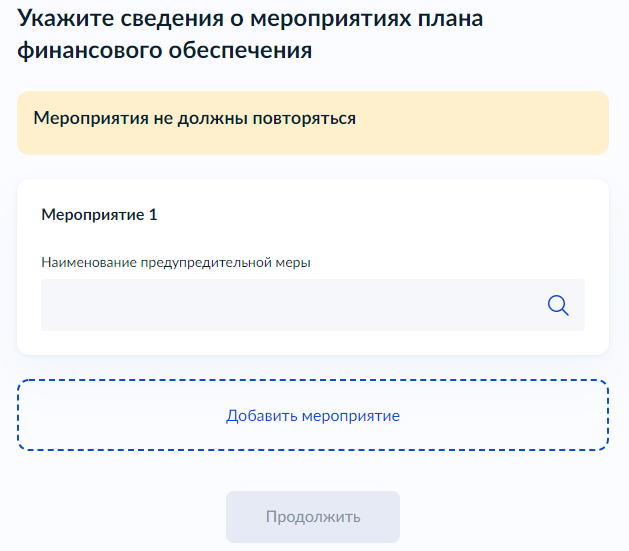 Укажите сведения о мероприятиях плана
финансового обеспечения
Мероприятия не должны повторяться
Мероприятие 1
Наименование предупредительной меры
Добавить мероприятие
Продолжить